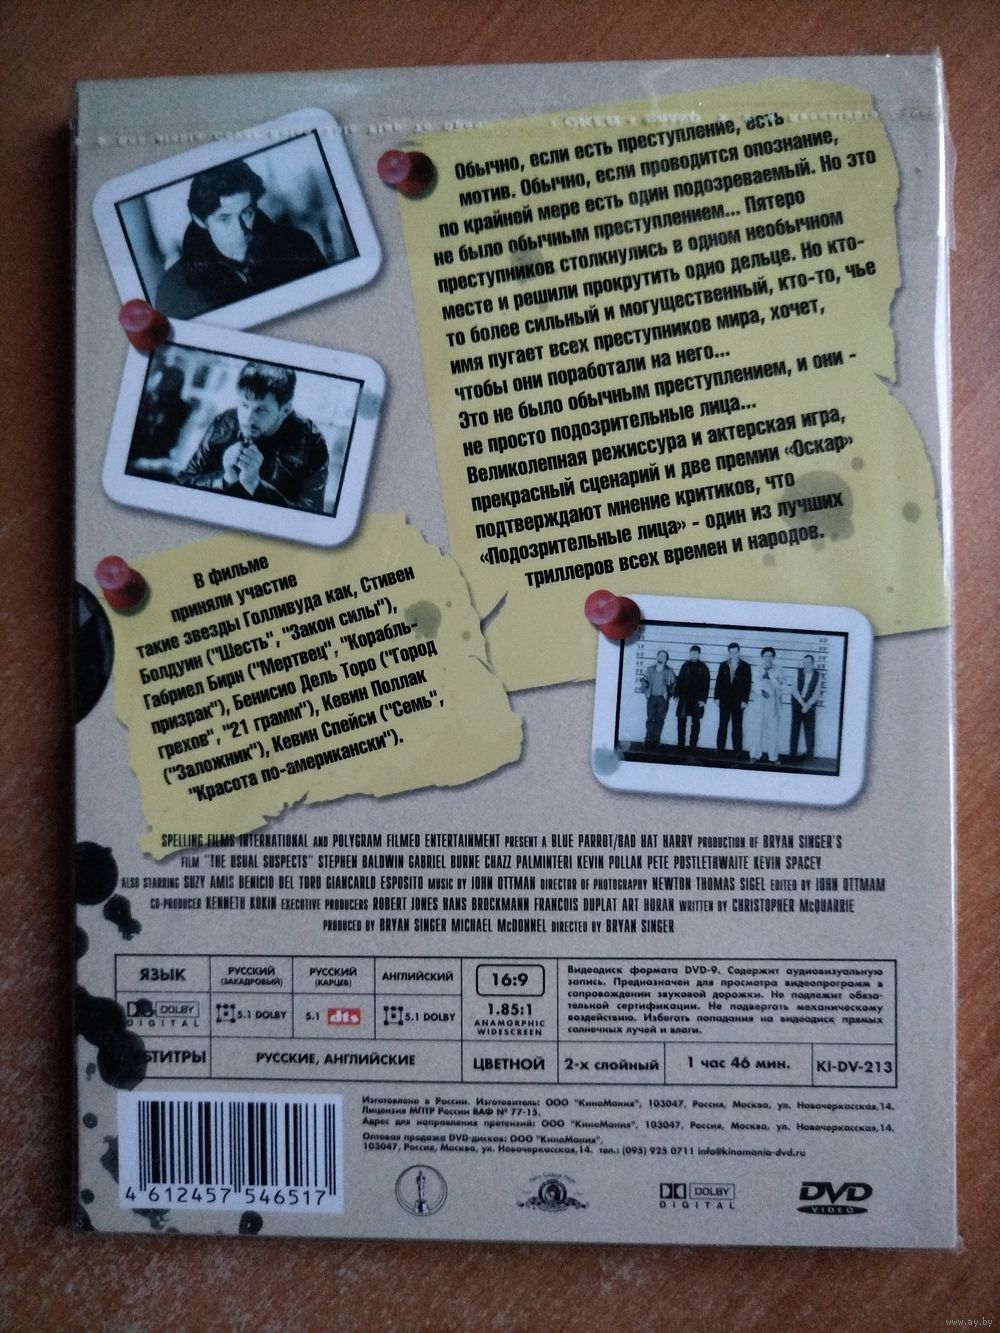 Обычно, если есть преступление, есть
мотив. Обычно, если проводится опознание,
по крайней мере есть один подозреваемый. Но это
не было обычным преступлением... Пятеро
преступников столкнулись в одном необычном
месте и решили прокрутить одно дельце. Но кто-
то более сильный и могущественный, кто-то, чье
имя пугает всех преступников мира, хочет,
чтобы они поработали на него...
Это не было обычным преступлением, и они -
не просто подозрительные лица...
Великолепная режиссура и актерская игра,
прекрасный сценарий и две премии «Оскар»
подтверждают мнение критиков, что
«Подозрительные лица» - один из лучших
триллеров всех времен и народов.
В фильме
приняли участие
такие звезды Голливуда как, Стивен
Болдуин ("Шесть", "Закон силы"),
Габриел Бирн ("Мертвец", "Корабль-
призрак"), Бенисио Дель Торо ("Город
грехов", "21 грамм"), Кевин Поллак
("Заложник"), Кевин Спейси ("Семь",
"Красота по-американски").
SPELLING FILMS INTERNATIONAL AND POLYGRAM FILMED ENTERTAINMENT PRESENT A BLUE PARROT/BAD HAT HARRY PRODUCTION OF BRYAN SINGER'S
FILM "THE USUAL SUSPECTS" STEPHEN BALDWIN GABRIEL BURNE CHAZZ PALMINTERI KEVIN POLLAK PETE POSTLETHWAITE KEVIN SPACEY
ALSO STARRING SUZY AMIS BENICIO DEL TORO GIANCARLO ESPOSITO MUSIC BY JOHN OTTMAN DIRECTOR OF PHOTOGRAPHY NEWTON THOMAS SIGEL EDITED BY JOHN OTTMAM
CO-PRODUCER KENNETH KOKIN EXECUTIVE PRODUCERS ROBERT JONES HANS BROCKMANN FRANCOIS DUPLAT ART HORAN WRITTEN BY CHRISTOPHER McQUARRIE
PRODUCED BY BRYAN SINGER MICHAEL McDONNEL DIRECTED BY BRYAN SINGER
ЯЗЫК РУССКИЙ (ЗАКАДРОВЫЙ) РУССКИЙ (КАРЦЕВ) АНГЛИЙСКИЙ
DOLBY DIGITAL 5.1 DOLBY 5.1 dts 5.1 DOLBY
16:9
1.85:1
ANAMORPHIC
WIDESCREEN
Видеодиск формата DVD-9. Содержит аудиовизуальную
запись. Предназначен для просмотра видеопрограмм в
сопровождении звуковой дорожки. Не подлежит обяза-
тельной сертификации. Не подвергать механическому
воздействию. Избегать попадания на видеодиск прямых
солнечных лучей и влаги.
БТИТРЫ РУССКИЕ, АНГЛИЙСКИЕ ЦВЕТНОЙ 2-х слойный 1 час 46 мин. KI-DV-213
Изготовлено в России. Изготовитель: ООО "КиноМания", 103047, Россия, Москва, ул. Новочеркасская,14.
Лицензия МПТР России ВАФ № 77-15.
Адрес для направления претензий: ООО "КиноМания", 103047, Россия, Москва, ул. Новочеркасская,14.
Оптовая продажа DVD-дисков: ООО "КиноМания",
103047, Россия, Москва, ул. Новочеркасская,14. тел.: (095) 925 0711 info@kinomania-dvd.ru
4 612457 546517
DOLBY
DIGITAL
DVD
VIDEO
www.ay.by